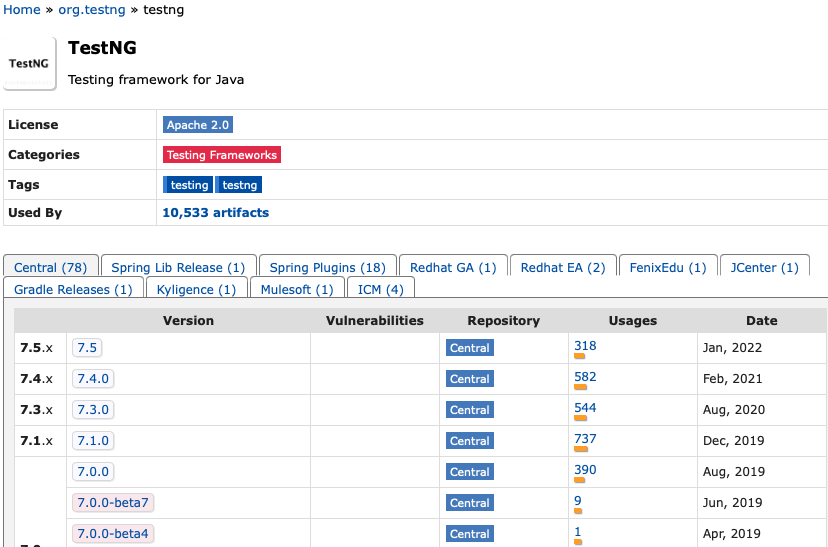 Home » org.testng » testng
TestNG
TestNG
Testing framework for Java
License Apache 2.0
Categories Testing Frameworks
Tags testing testng
Used By 10,533 artifacts
Central (78) Spring Lib Release (1) Spring Plugins (18) Redhat GA (1) Redhat EA (2) FenixEdu (1) JCenter (1)
Gradle Releases (1) Kyligence (1) Mulesoft (1) ICM (4)
Version Vulnerabilities Repository Usages Date
7.5.x 7.5 Central 318 Jan, 2022
7.4.x 7.4.0 Central 582 Feb, 2021
7.3.x 7.3.0 Central 544 Aug, 2020
7.1.x 7.1.0 Central 737 Dec, 2019
7.0.0 Central 390 Aug, 2019
7.0.0-beta7 Central 9 Jun, 2019
7.0.0-beta4 Central 1 Apr, 2019